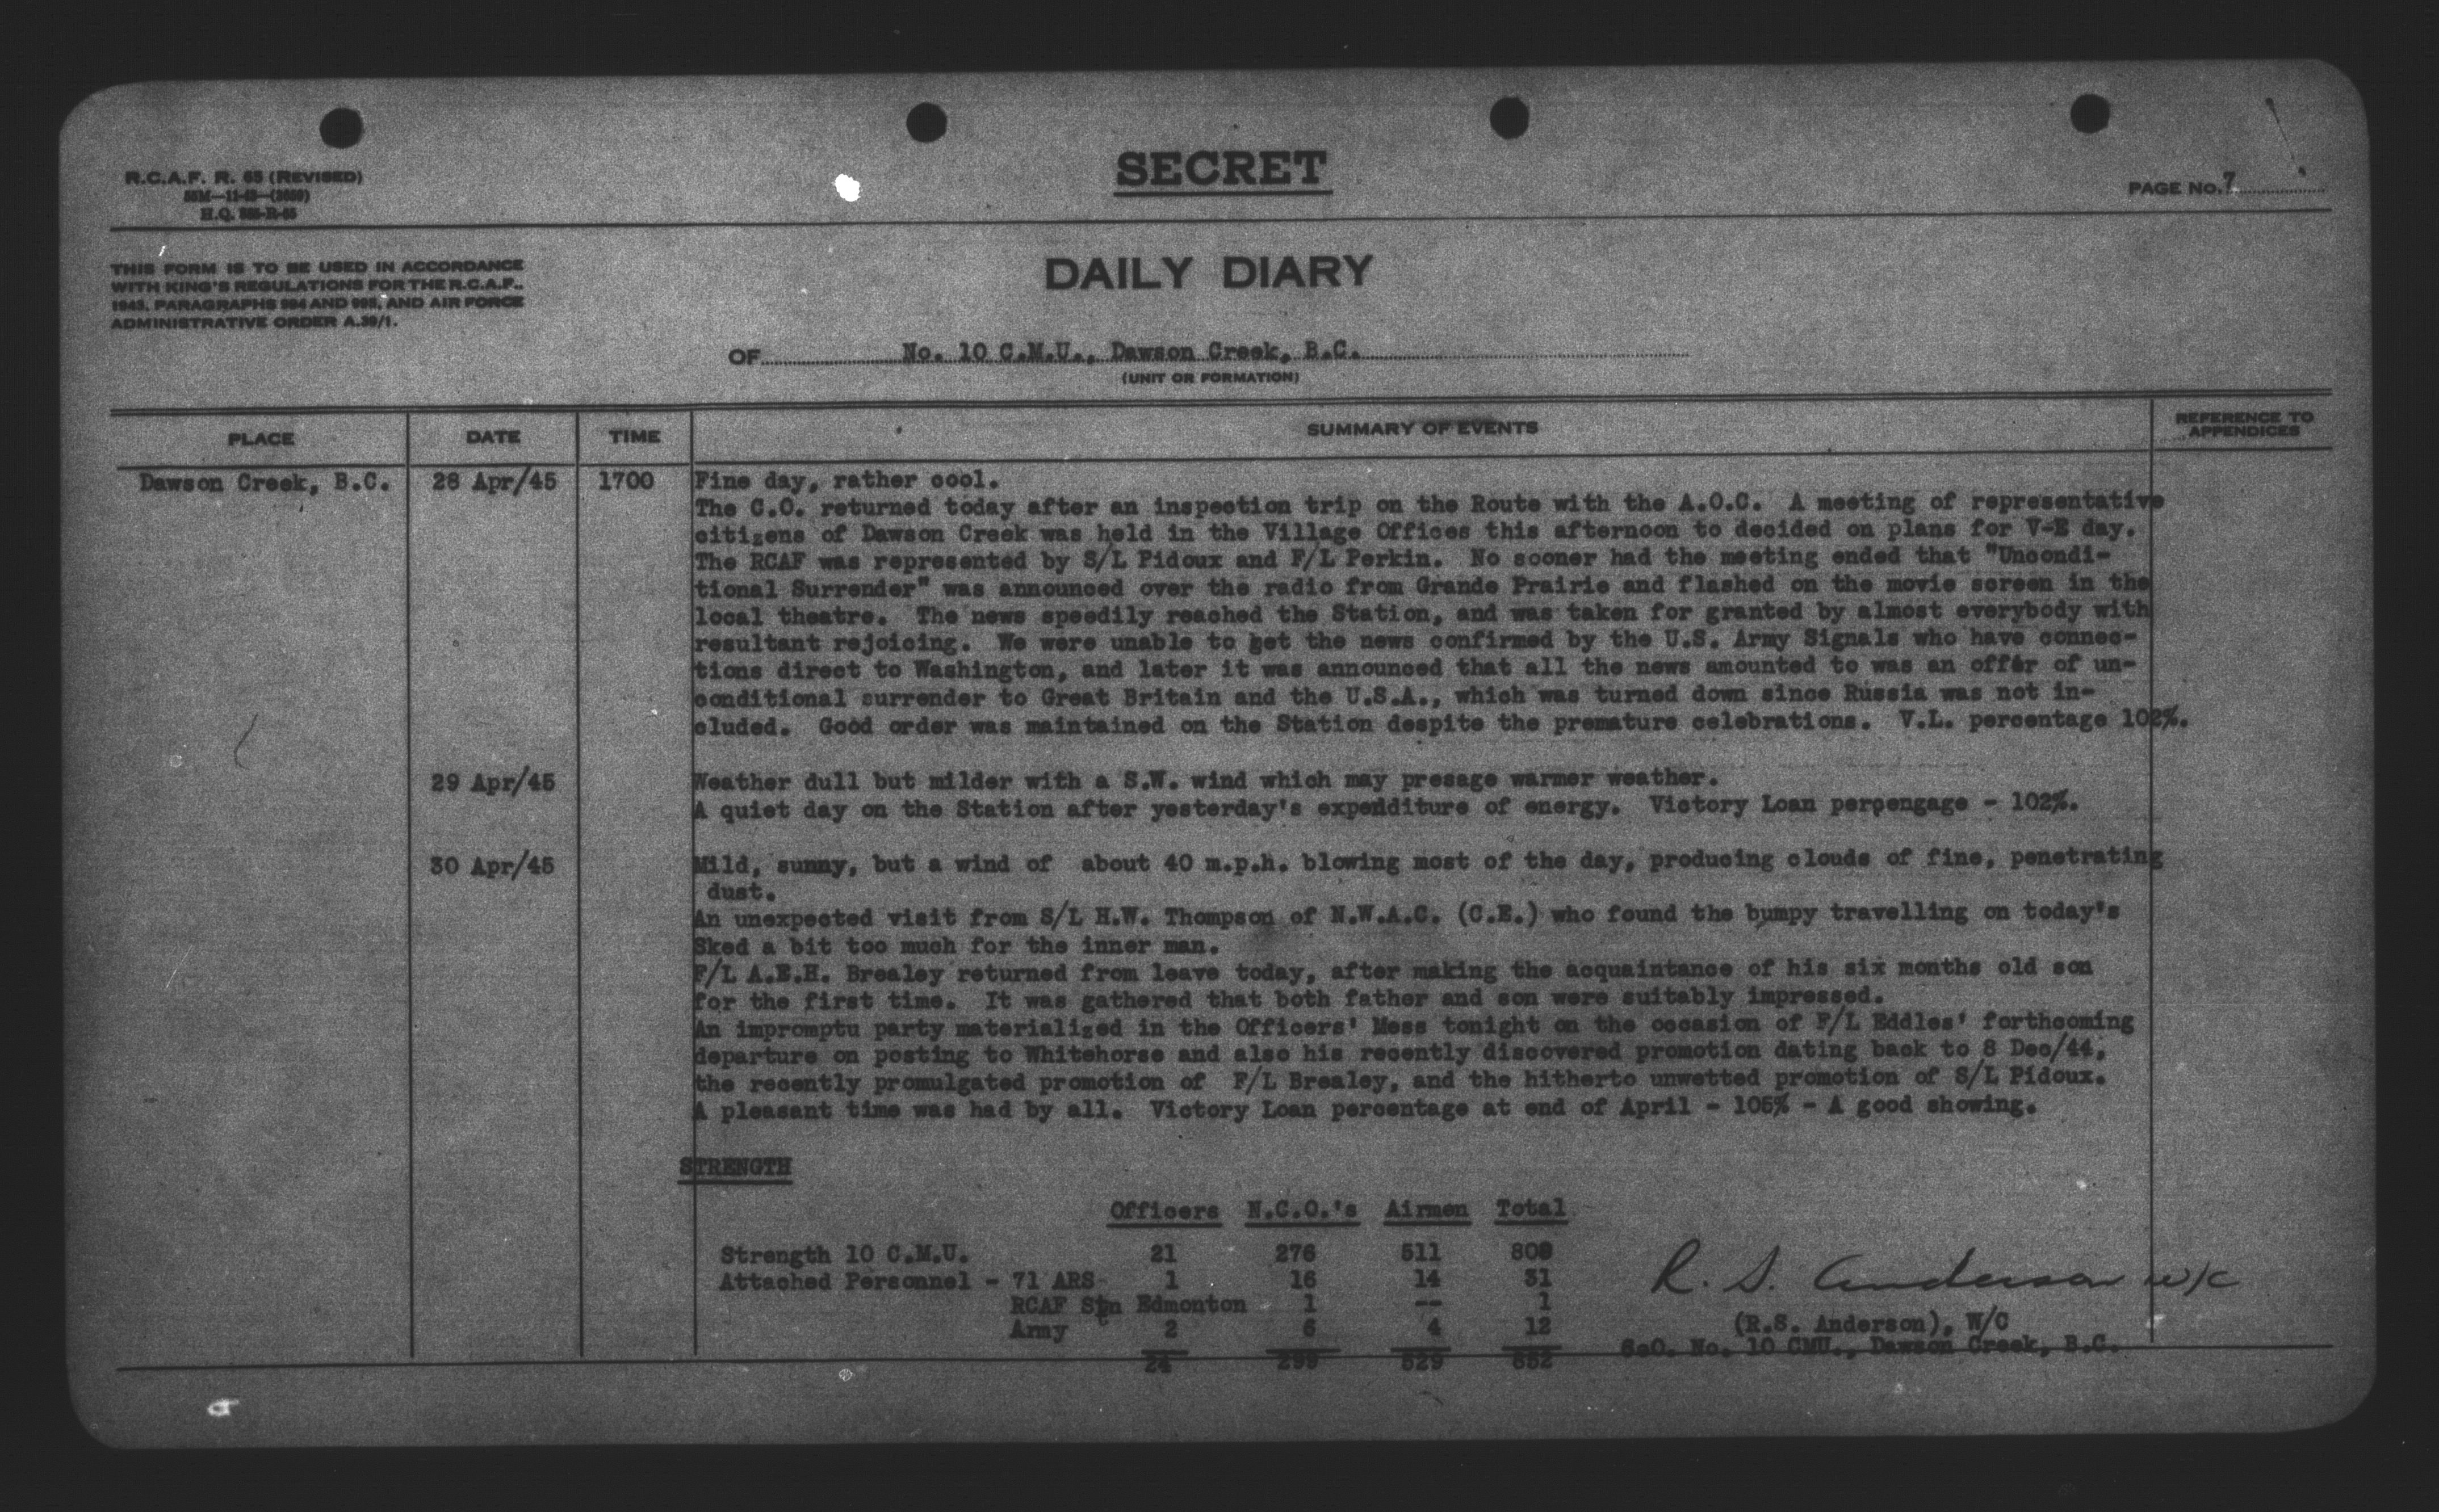 SECRET
R.C.A.F. R. 65 (REVISED)
H.Q. 885-R-65
PAGE NO. 7
THIS FORM IS TO BE USED IN ACCORDANCE
WITH KING'S REGULATIONS FOR THE R.C.A.F.,
1943, PARAGRAPHS 994 AND 995, AND AIR FORCE
ADMINISTRATIVE ORDER A.39/1.
DAILY DIARY
OF No. 10 C.M.U., Dawson Creek, B.C.
(UNIT OR FORMATION)
PLACE DATE TIME SUMMARY OF EVENTS REFERENCE TO APPENDICES
Dawson Creek, B.C. 28 Apr/45 1700 Fine day, rather cool.
The C.O. returned today after an inspection trip on the Route with the A.O.C. A meeting of representative
citizens of Dawson Creek was held in the Village Offices this afternoon to decided on plans for V-E day.
The RCAF was represented by S/L Pidoux and F/L Perkin. No sooner had the meeting ended that "Uncondi-
tional Surrender" was announced over the radio from Grande Prairie and flashed on the movie screen in the
local theatre. The news speedily reached the Station, and was taken for granted by almost everybody with
resultant rejoicing. We were unable to get the news confirmed by the U.S. Army Signals who have connec-
tions direct to Washington, and later it was announced that all the news amounted to was an offer of un-
conditional surrender to Great Britain and the U.S.A., which was turned down since Russia was not in-
cluded. Good order was maintained on the Station despite the premature celebrations. V.L. percentage 102%.
29 Apr/45 Weather dull but milder with a S.W. wind which may presage warmer weather.
A quiet day on the Station after yesterday's expenditure of energy. Victory Loan percengage - 102%.
30 Apr/45 Mild, sunny, but a wind of about 40 m.p.h. blowing most of the day, producing clouds of fine, penetrating
dust.
An unexpected visit from S/L H.W. Thompson of N.W.A.C. (C.E.) who found the bumpy travelling on today's
Sked a bit too much for the inner man.
F/L A.E.H. Brealey returned from leave today, after making the acquaintance of his six months old son
for the first time. It was gathered that both father and son were suitably impressed.
An impromptu party materialized in the Officers' Mess tonight on the occasion of F/L Eddles' forthcoming
departure on posting to Whitehorse and also his recently discovered promotion dating back to 8 Dec/44,
the recently promulgated promotion of F/L Brealey, and the hitherto unwetted promotion of S/L Pidoux.
A pleasant time was had by all. Victory Loan percentage at end of April - 105% - A good showing.
STRENGTH
Officers N.C.O.'s Airmen Total
Strength 10 C.M.U. 21 276 511 808
Attached Personnel - 71 ARS 1 16 14 31
RCAF Stn Edmonton 1 -- 1
Army 2 6 4 12
24 299 529 852
R. S. Anderson W/C
(R.S. Anderson), W/C
C.O. No. 10 CMU., Dawson Creek, B.C.